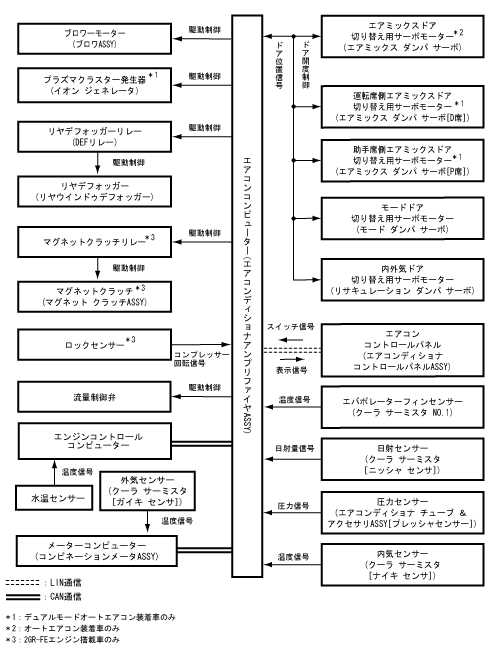 ブロワーモーター
(ブロワASSY)
駆動制御
プラズマクラスター発生器*1
(イオン ジェネレータ)
駆動制御
リヤデフォッガーリレー
(DEFリレー)
駆動制御
駆動制御
リヤデフォッガー
(リヤウインドゥデフォッガー)
マグネットクラッチリレー*3
駆動制御
駆動制御
マグネットクラッチ*3
(マグネット クラッチASSY)
ロックセンサー*3
コンプレッサー
回転信号
流量制御弁
駆動制御
エンジンコントロール
コンピューター
温度信号
水温センサー
外気センサー
(クーラ サーミスタ
[ガイキ センサ])
温度信号
メーターコンピューター
(コンビネーションメータASSY)
エアコンコンピューター(エアコンディショナアンプリファイヤASSY)
ドア位置信号
ドア開度制御
エアミックスドア
切り替え用サーボモーター*2
(エアミックス ダンパ サーボ)
運転席側エアミックスドア
切り替え用サーボモーター*1
(エアミックス ダンパ サーボ[D席])
助手席側エアミックスドア
切り替え用サーボモーター*1
(エアミックス ダンパ サーボ[P席])
モードドア
切り替え用サーボモーター
(モード ダンパ サーボ)
内外気ドア
切り替え用サーボモーター
(リサキュレーション ダンパ サーボ)
スイッチ信号
表示信号
エアコン
コントロールパネル
(エアコンディショナ
コントロールパネルASSY)
温度信号
エバポレーターフィンセンサー
(クーラ サーミスタ NO.1)
日射量信号
日射センサー
(クーラ サーミスタ
[ニッシャ センサ])
圧力信号
圧力センサー
(エアコンディショナ チューブ &
アクセサリASSY[プレッシャセンサー])
温度信号
内気センサー
(クーラ サーミスタ
[ナイキ センサ])
:LIN通信
:CAN通信
*1:デュアルモードオートエアコン装着車のみ
*2:オートエアコン装着車のみ
*3:2GR-FEエンジン搭載車のみ